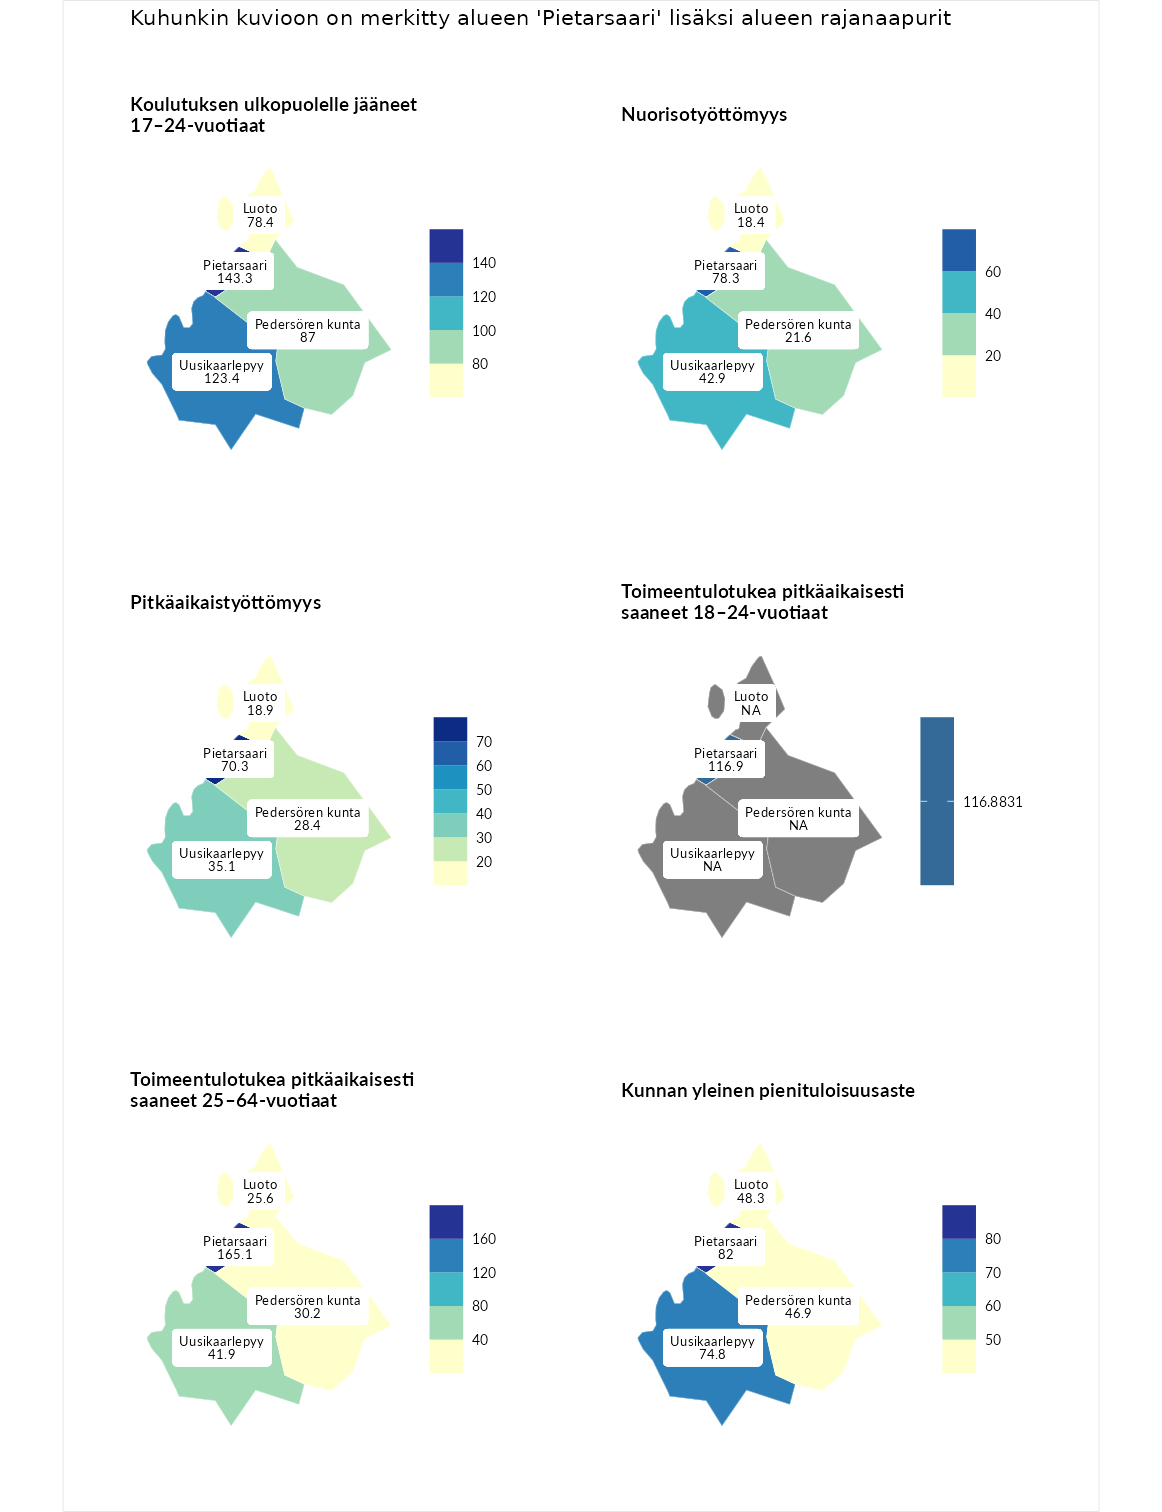 Kuhunkin kuvioon on merkitty alueen 'Pietarsaari' lisäksi alueen rajanaapurit
Koulutuksen ulkopuolelle jääneet
17–24-vuotiaat
Luoto
78.4
Pietarsaari
143.3
Pedersören kunta
87
Uusikaarlepyy
123.4
140
120
100
80
Nuorisotyöttömyys
Luoto
18.4
Pietarsaari
78.3
Pedersören kunta
21.6
Uusikaarlepyy
42.9
60
40
20
Pitkäaikaistyöttömyys
Luoto
18.9
Pietarsaari
70.3
Pedersören kunta
28.4
Uusikaarlepyy
35.1
70
60
50
40
30
20
Toimeentulotukea pitkäaikaisesti
saaneet 18–24-vuotiaat
Luoto
NA
Pietarsaari
116.9
Pedersören kunta
NA
Uusikaarlepyy
NA
116.8831
Toimeentulotukea pitkäaikaisesti
saaneet 25–64-vuotiaat
Luoto
25.6
Pietarsaari
165.1
Pedersören kunta
30.2
Uusikaarlepyy
41.9
160
120
80
40
Kunnan yleinen pienituloisuusaste
Luoto
48.3
Pietarsaari
82
Pedersören kunta
46.9
Uusikaarlepyy
74.8
80
70
60
50